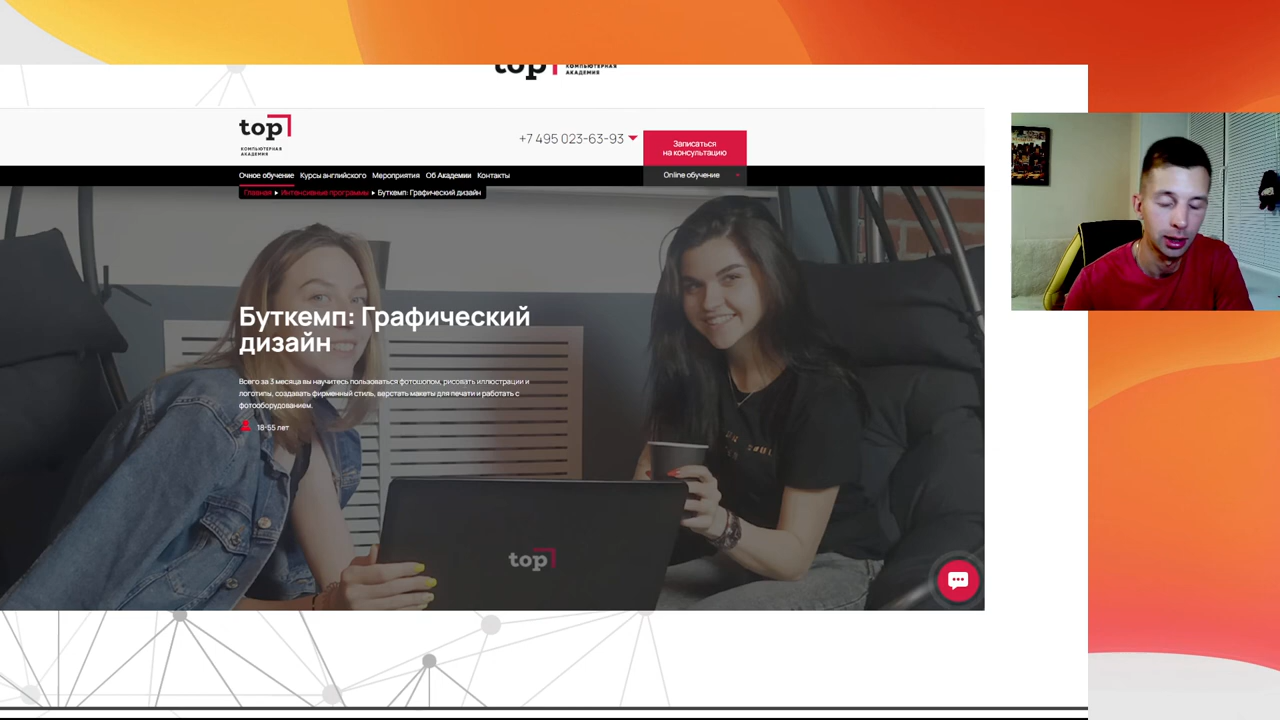 top
КОМПЬЮТЕРНАЯ
АКАДЕМИЯ
top
КОМПЬЮТЕРНАЯ
АКАДЕМИЯ
+7 495 023-63-93
Записаться
на консультацию
Очное обучение Курсы английского Мероприятия Об Академии Контакты
Online обучение
Главная Интенсивные программы Буткемп: Графический дизайн
Буткемп: Графический
дизайн
Всего за 3 месяца вы научитесь пользоваться фотошопом, рисовать иллюстрации и
логотипы, создавать фирменный стиль, верстать макеты для печати и работать с
фотооборудованием.
18-55 лет
top